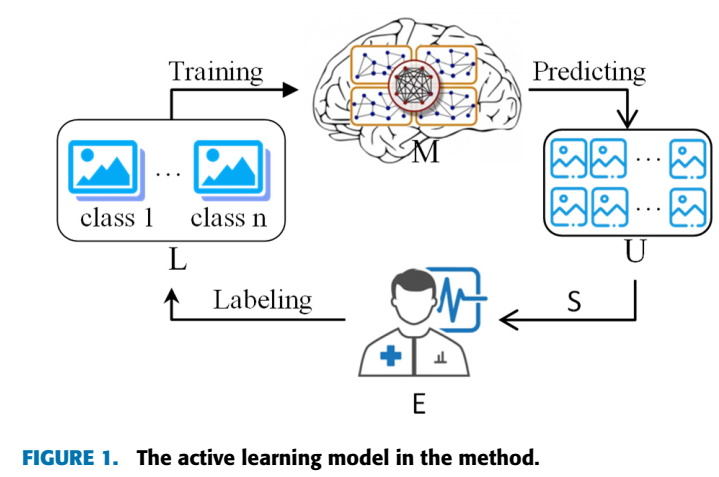 Training
Predicting
M
... ...
class 1 class n
...
U
L
Labeling
S
E
FIGURE 1. The active learning model in the method.